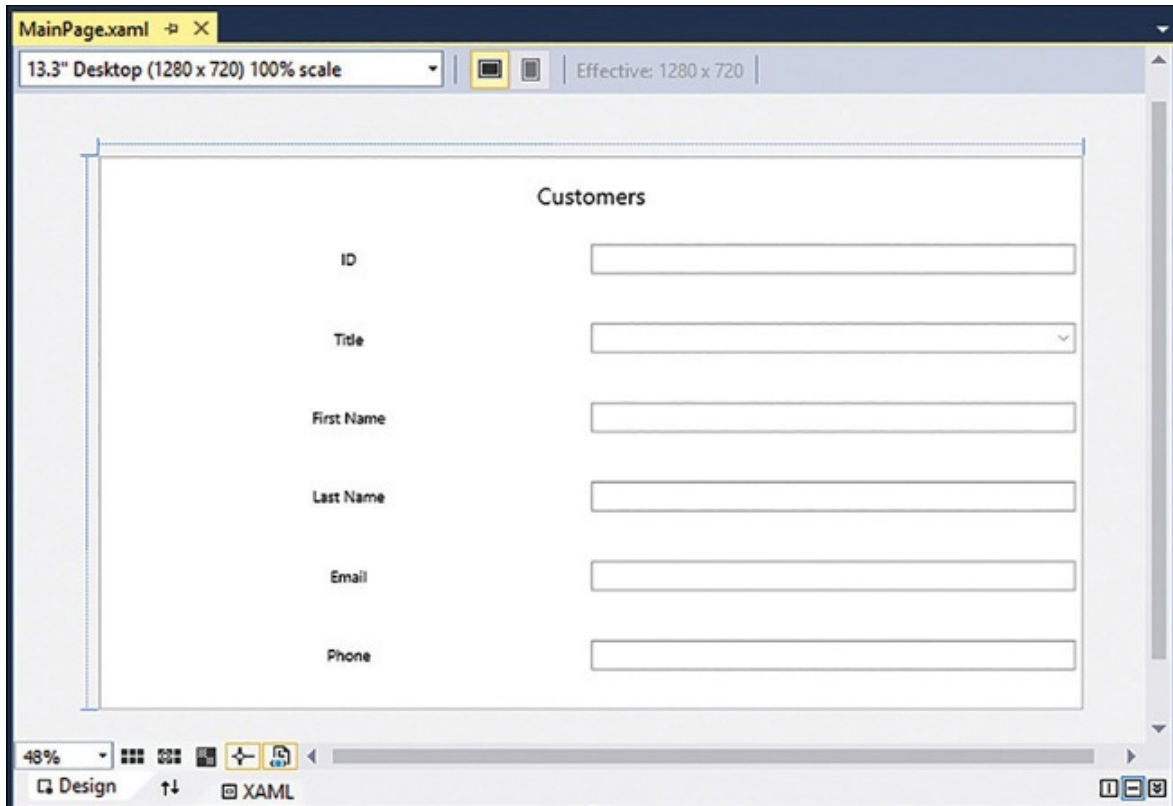 MainPage.xaml
13.3" Desktop (1280 x 720) 100% scale
Effective: 1280 x 720
Customers
ID
Title
First Name
Last Name
Email
Phone
48%
Design
XAML